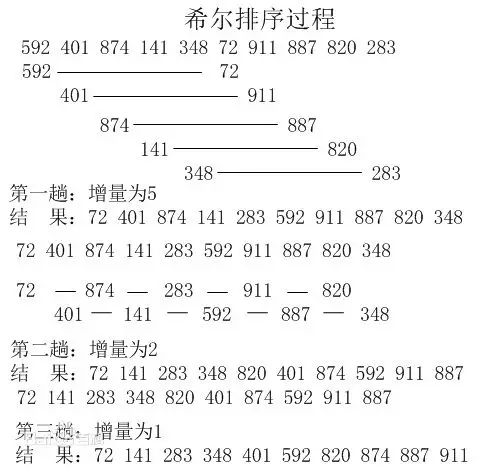 希尔排序过程
592 401 874 141 348 72 911 887 820 283
592 72
401 911
874 887
141 820
348 283
第一趟：增量为5
结 果：72 401 874 141 283 592 911 887 820 348
72 401 874 141 283 592 911 887 820 348
72 — 874 — 283 — 911 — 820
401 — 141 — 592 — 887 — 348
第二趟：增量为2
结 果：72 141 283 348 820 401 874 592 911 887
72 141 283 348 820 401 874 592 911 887
第三趟：增量为1
结 果：72 141 283 348 401 592 820 874 887 911